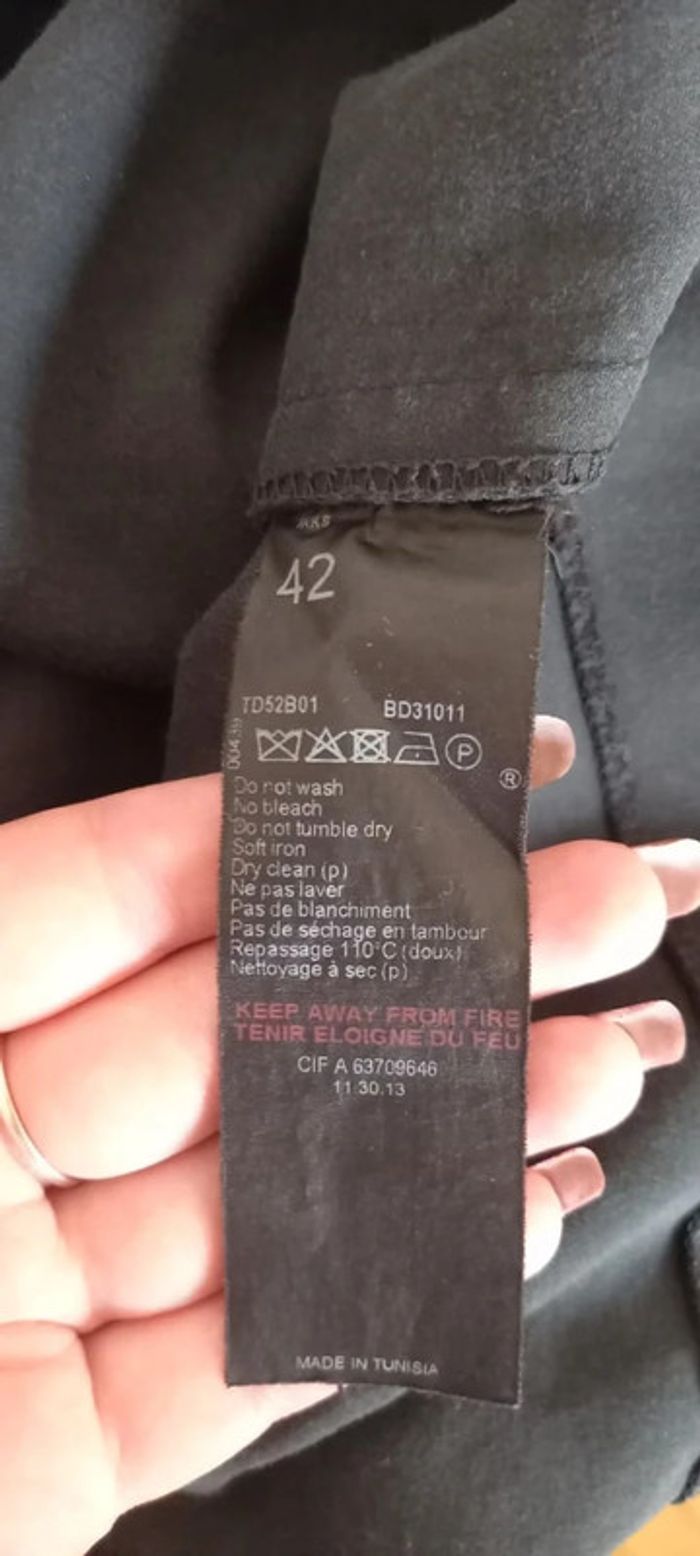 42
TD52B01 BD31011
P
®
Do not wash
No bleach
Do not tumble dry
Soft iron
Dry clean (p)
Ne pas laver
Pas de blanchiment
Pas de séchage en tambour
Repassage 110°C (doux)
Nettoyage à sec (p)
KEEP AWAY FROM FIRE
TENIR ELOIGNE DU FEU
CIF A 63709646
11.30.13
MADE IN TUNISIA